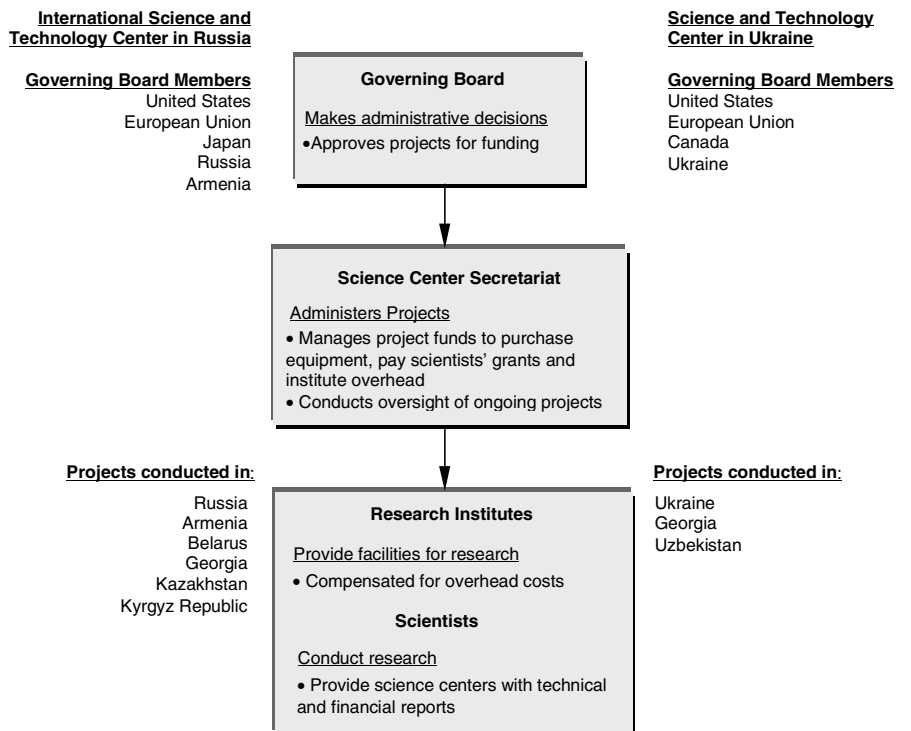 International Science and
Technology Center in Russia
Governing Board Members
United States
European Union
Japan
Russia
Armenia
Governing Board
Makes administrative decisions
•Approves projects for funding
Science and Technology
Center in Ukraine
Governing Board Members
United States
European Union
Canada
Ukraine
Science Center Secretariat
Administers Projects
• Manages project funds to purchase
equipment, pay scientists’ grants and
institute overhead
• Conducts oversight of ongoing projects
Projects conducted in:
Russia
Armenia
Belarus
Georgia
Kazakhstan
Kyrgyz Republic
Research Institutes
Provide facilities for research
• Compensated for overhead costs
Scientists
Conduct research
• Provide science centers with technical
and financial reports
Projects conducted in:
Ukraine
Georgia
Uzbekistan